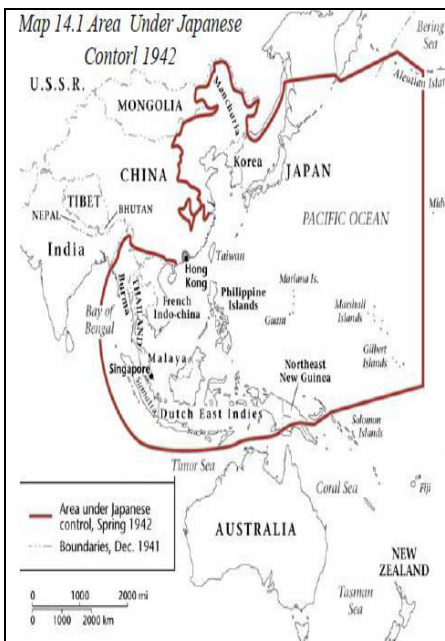 Map 14.1 Area Under Japanese
Contorl 1942
Bering
Sea
Aleutian Islan
U.S.S.R.
MONGOLIA
Manchuria
Korea
JAPAN
CHINA
TIBET
NEPAL
BHUTAN
India
PACIFIC OCEAN
Midw
Taiwan
Hong
Kong
Burma
THAILAND
French
Indo-china
Philippine
Islands
Mariana Is.
Guam
Marshall
Islands
Gilbert
Islands
Bay of
Bengal
Malaya
Singapore
Sumatra
Dutch East Indies
Northeast
New Guinea
Solomon
Islands
Timor Sea
Coral Sea
Fiji
AUSTRALIA
NEW
ZEALAND
Tasman
Sea
Area under Japanese
control, Spring 1942
Boundaries, Dec. 1941
0 1000 2000 mi
0 1000 2000 km